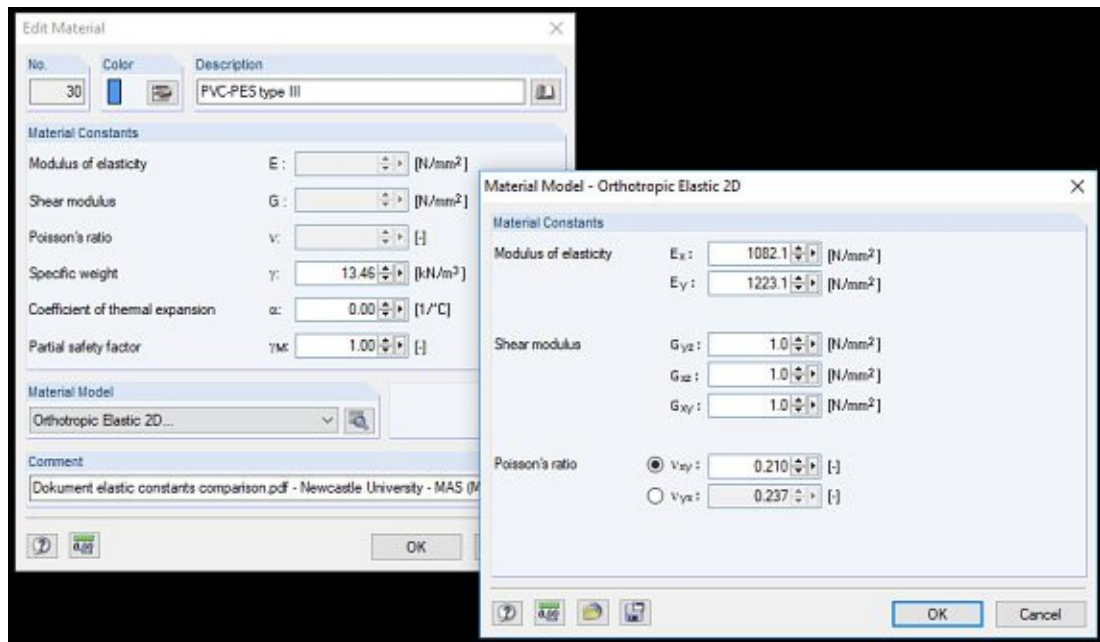 Edit Material
No. Color Description
30 PVC-PES type III
Material Constants
Modulus of elasticity E : [N/mm²]
Shear modulus G : [N/mm²]
Poisson's ratio ν: [-]
Specific weight γ: 13.46 [kN/m³]
Coefficient of thermal expansion α: 0.00 [1/°C]
Partial safety factor γM: 1.00 [-]
Material Model
Orthotropic Elastic 2D...
Comment
Dokument elastic constants comparison.pdf - Newcastle University - MAS (M
OK
Material Model - Orthotropic Elastic 2D
Material Constants
Modulus of elasticity Ex : 1082.1 [N/mm²]
Ey : 1223.1 [N/mm²]
Shear modulus Gyz : 1.0 [N/mm²]
Gxz : 1.0 [N/mm²]
Gxy : 1.0 [N/mm²]
Poisson's ratio νxy : 0.210 [-]
νyx : 0.237 [-]
OK Cancel